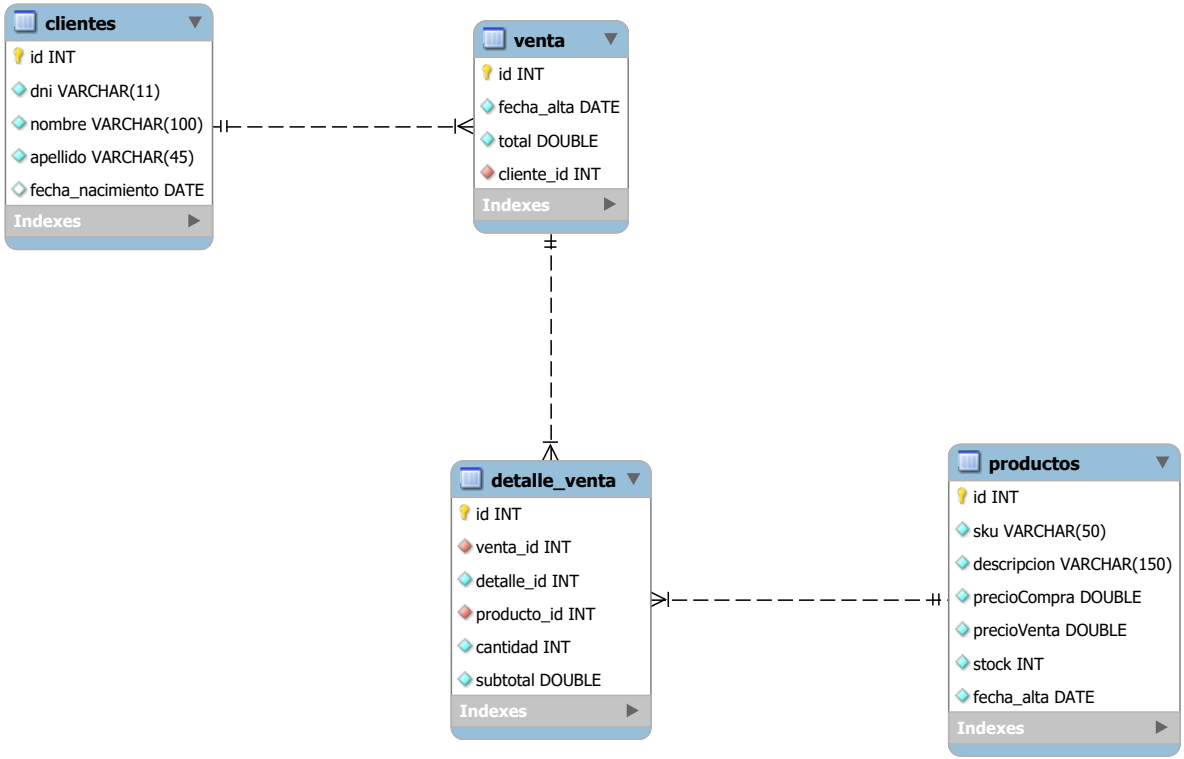 clientes
id INT
dni VARCHAR(11)
nombre VARCHAR(100)
apellido VARCHAR(45)
fecha_nacimiento DATE
Indexes
venta
id INT
fecha_alta DATE
total DOUBLE
cliente_id INT
Indexes
detalle_venta
id INT
venta_id INT
detalle_id INT
producto_id INT
cantidad INT
subtotal DOUBLE
Indexes
productos
id INT
sku VARCHAR(50)
descripcion VARCHAR(150)
precioCompra DOUBLE
precioVenta DOUBLE
stock INT
fecha_alta DATE
Indexes